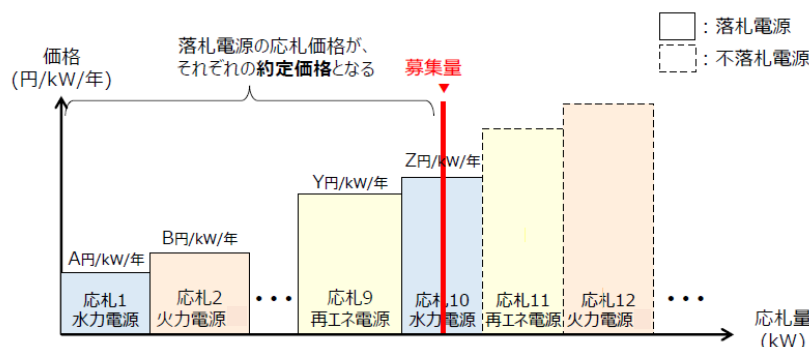 ：落札電源
：不落札電源
落札電源の応札価格が、
それぞれの約定価格となる
価格
(円/kW/年)
募集量
Z円/kW/年
Y円/kW/年
B円/kW/年
A円/kW/年
応札1
水力電源
応札2
火力電源
・・・
応札9
再エネ電源
応札10
水力電源
応札11
再エネ電源
応札12
火力電源
・・・
応札量
(kW)